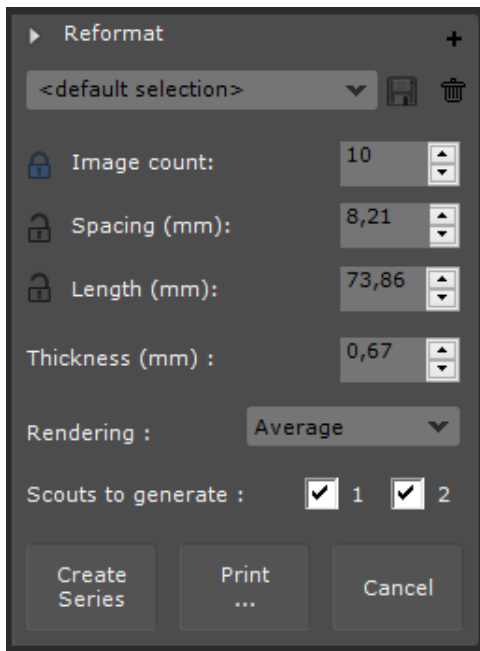 Reformat +
<default selection>
Image count: 10
Spacing (mm): 8,21
Length (mm): 73,86
Thickness (mm) : 0,67
Rendering : Average
Scouts to generate : 1 2
Create Print Cancel
Series ...